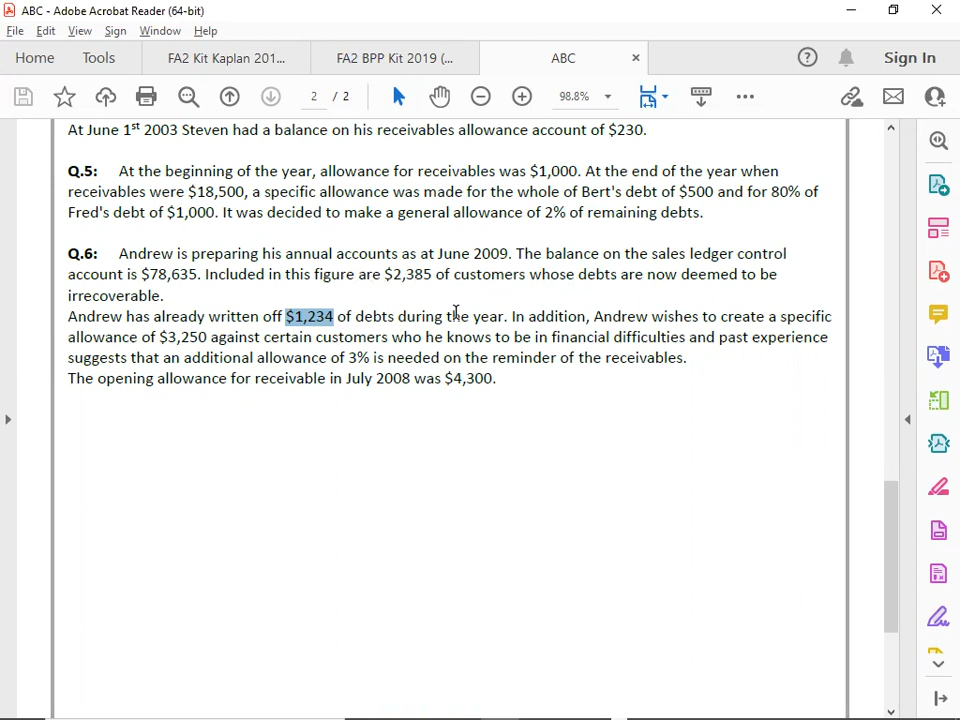 ABC - Adobe Acrobat Reader (64-bit)
File Edit View Sign Window Help
Home Tools FA2 Kit Kaplan 201... FA2 BPP Kit 2019 (... ABC × Sign In
2 / 2 98.8%
At June 1st 2003 Steven had a balance on his receivables allowance account of $230.
Q.5: At the beginning of the year, allowance for receivables was $1,000. At the end of the year when
receivables were $18,500, a specific allowance was made for the whole of Bert's debt of $500 and for 80% of
Fred's debt of $1,000. It was decided to make a general allowance of 2% of remaining debts.
Q.6: Andrew is preparing his annual accounts as at June 2009. The balance on the sales ledger control
account is $78,635. Included in this figure are $2,385 of customers whose debts are now deemed to be
irrecoverable.
Andrew has already written off $1,234 of debts during the year. In addition, Andrew wishes to create a specific
allowance of $3,250 against certain customers who he knows to be in financial difficulties and past experience
suggests that an additional allowance of 3% is needed on the reminder of the receivables.
The opening allowance for receivable in July 2008 was $4,300.